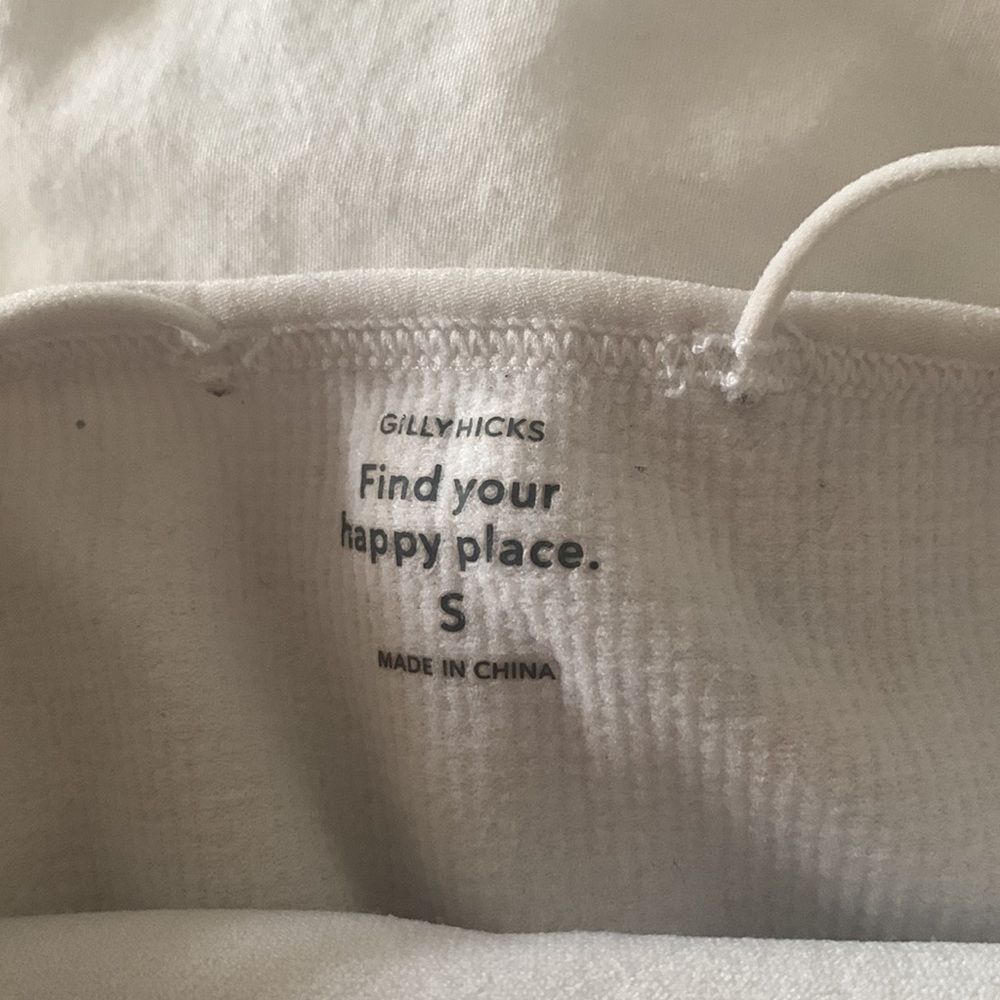 GILLY HICKS
Find your
happy place.
S
MADE IN CHINA